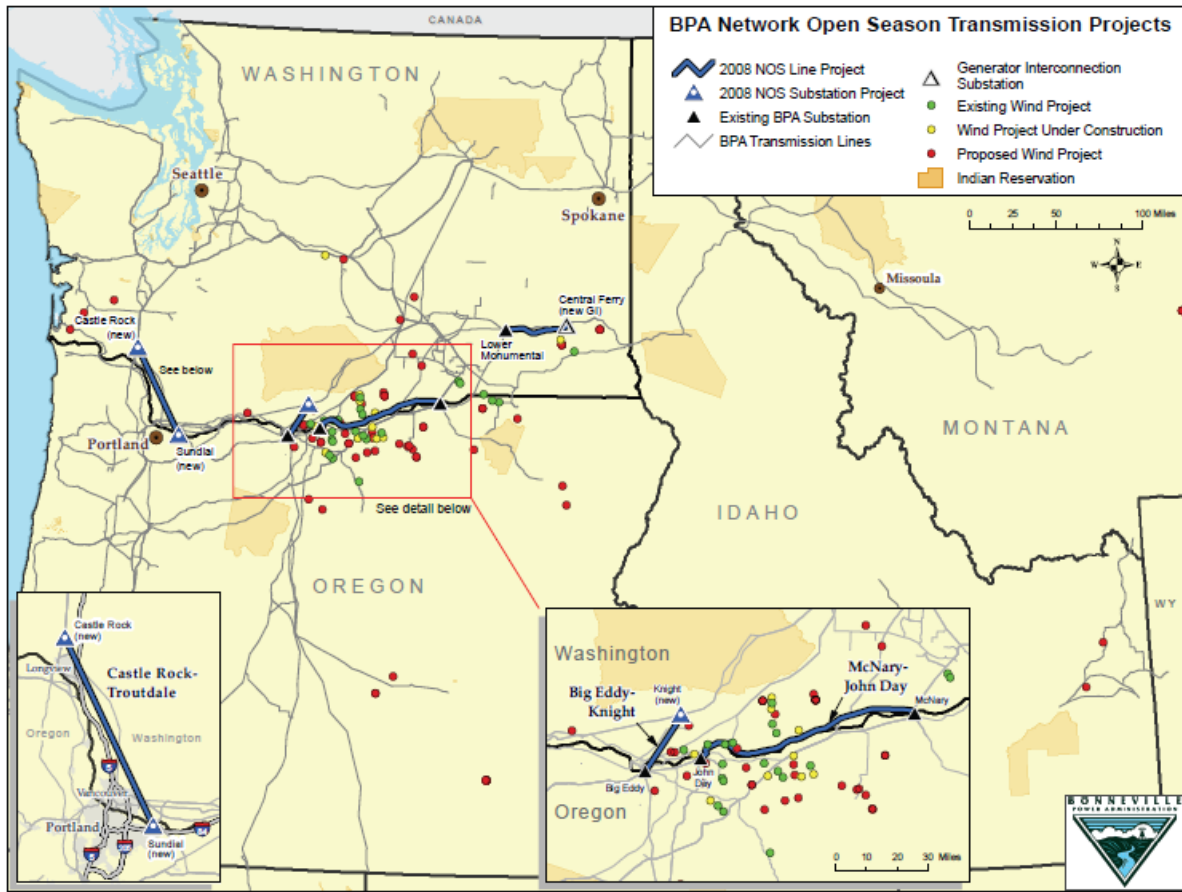 CANADA
BPA Network Open Season Transmission Projects
2008 NOS Line Project
2008 NOS Substation Project
Existing BPA Substation
BPA Transmission Lines
Generator Interconnection
Substation
Existing Wind Project
Wind Project Under Construction
Proposed Wind Project
Indian Reservation
0 25 50 100 Miles
N
W E
S
WASHINGTON
Seattle
Spokane
Missoula
Castle Rock
(new)
See below
Central Ferry
(new GI)
Lower
Monumental
Portland
Sundial
(new)
See detail below
MONTANA
IDAHO
OREGON
WY
Castle Rock
(new)
Longview
Castle Rock-
Troutdale
Oregon
Washington
5
Vancouver
Portland
84
5
205
Sundial
(new)
Washington
Big Eddy-
Knight
Knight
(new)
McNary-
John Day
McNary
John
Day
Big Eddy
Oregon
0 10 20 30 Miles
BONNEVILLE
POWER ADMINISTRATION